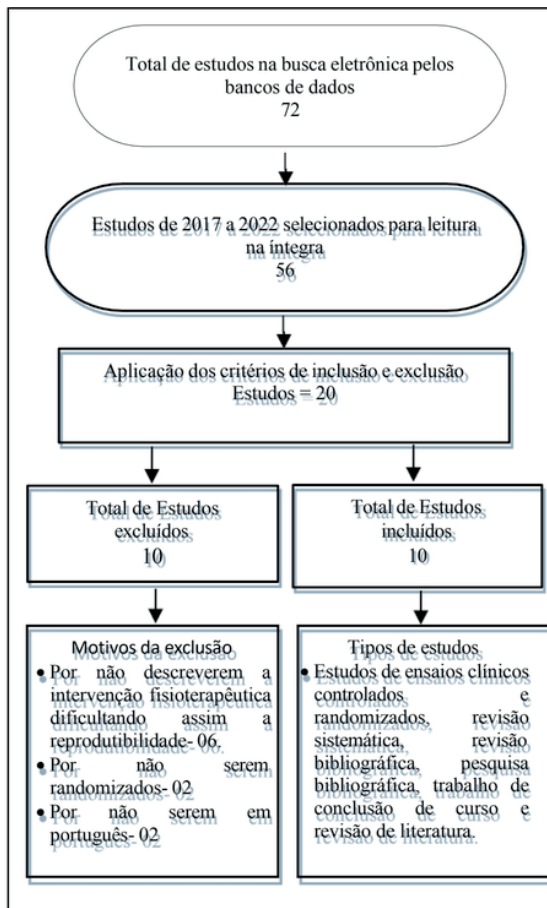 Total de estudos na busca eletrônica pelos
bancos de dados
72
Estudos de 2017 a 2022 selecionados para leitura
na íntegra
56
Aplicação dos critérios de inclusão e exclusão
Estudos = 20
Total de Estudos
excluídos
10
Total de Estudos
incluídos
10
Motivos da exclusão
• Por não descreverem a
intervenção fisioterapêutica
dificultando assim a
reprodutibilidade- 06.
• Por não serem
randomizados- 02
• Por não serem em
português- 02
Tipos de estudos
• Estudos de ensaios clínicos
controlados e
randomizados, revisão
sistemática, revisão
bibliográfica, pesquisa
bibliográfica, trabalho de
conclusão de curso e
revisão de literatura.